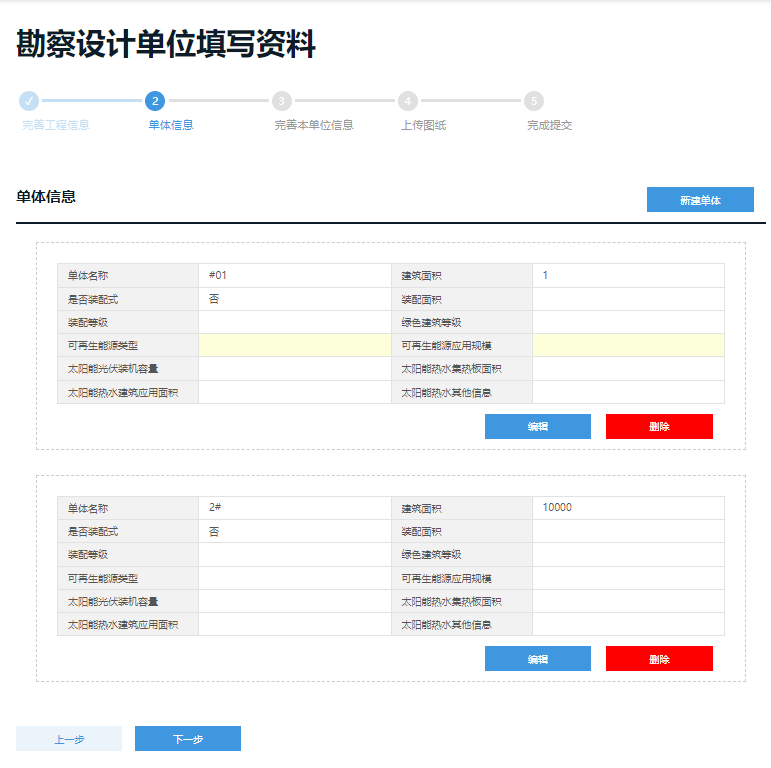 勘察设计单位填写资料
2 3 4 5
完善工程信息 单体信息 完善本单位信息 上传图纸 完成提交
单体信息 新建单体
单体名称 #01 建筑面积 1
是否装配式 否 装配面积
装配等级 绿色建筑等级
可再生能源类型 可再生能源应用规模
太阳能光伏装机容量 太阳能热水集热板面积
太阳能热水建筑应用面积 太阳能热水其他信息
编辑 删除
单体名称 2# 建筑面积 10000
是否装配式 否 装配面积
装配等级 绿色建筑等级
可再生能源类型 可再生能源应用规模
太阳能光伏装机容量 太阳能热水集热板面积
太阳能热水建筑应用面积 太阳能热水其他信息
编辑 删除
上一步 下一步